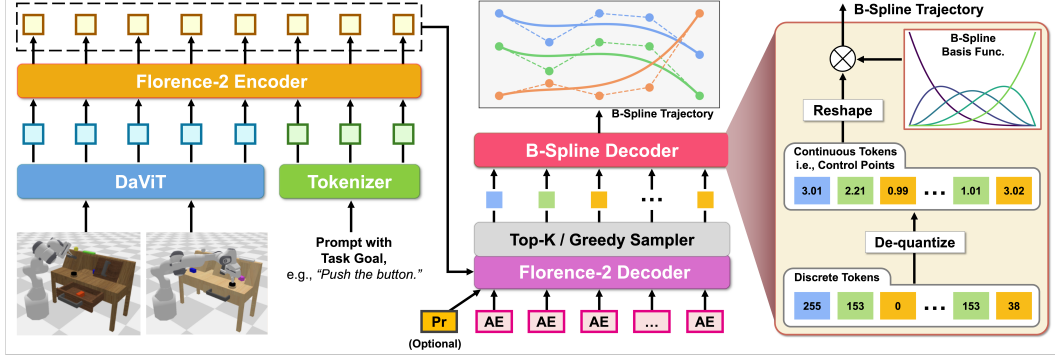 Florence-2 Encoder
DaViT
Tokenizer
Prompt with
Task Goal,
e.g., “Push the button.”
B-Spline Trajectory
B-Spline Decoder
...
Top-K / Greedy Sampler
Florence-2 Decoder
Pr
(Optional)
AE AE AE ... AE
B-Spline Trajectory
B-Spline
Basis Func.
Reshape
Continuous Tokens
i.e., Control Points
3.01 2.21 0.99 ... 1.01 3.02
De-quantize
Discrete Tokens
255 153 0 ... 153 38